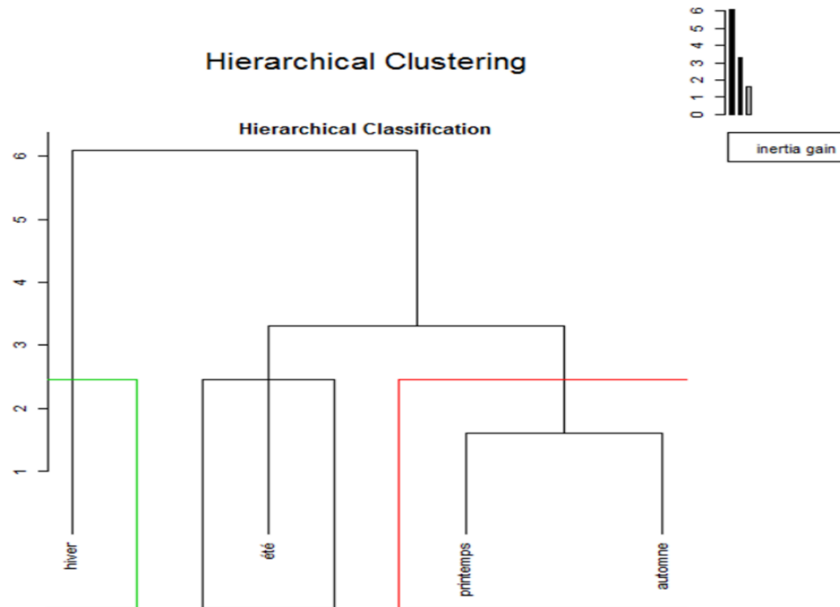 Hierarchical Clustering
Hierarchical Classification
6
5
4
3
2
1
0
inertia gain
6
5
4
3
2
1
hiver
été
printemps
automne